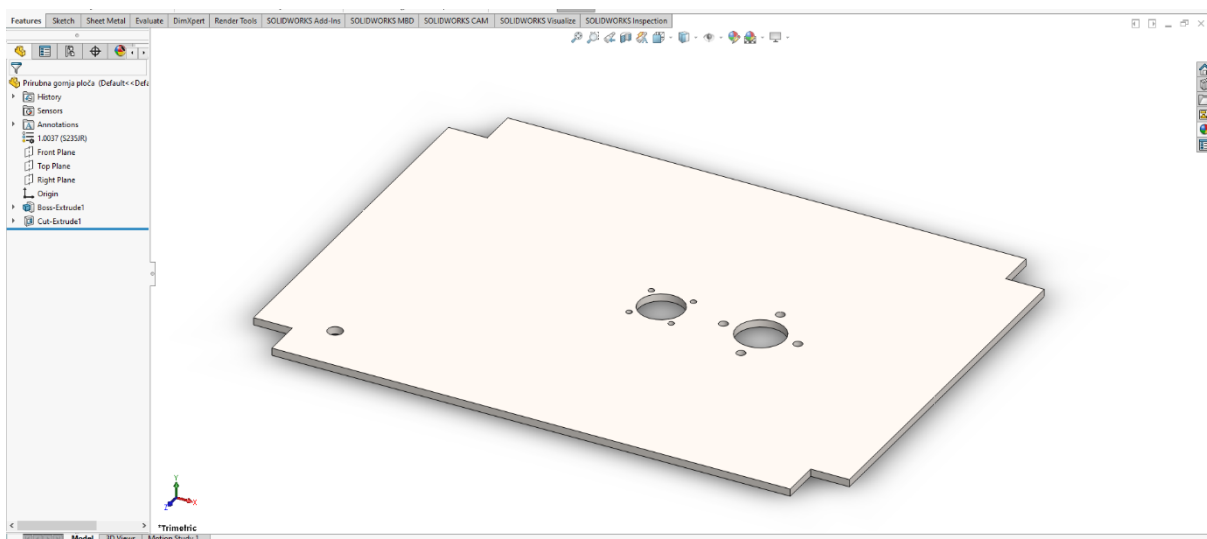 Features Sketch Sheet Metal Evaluate DimXpert Render Tools SOLIDWORKS Add-Ins SOLIDWORKS MBD SOLIDWORKS CAM SOLIDWORKS Visualize SOLIDWORKS Inspection
Prirubna gornja ploča (Default<<Defa
History
Sensors
Annotations
1.0037 (S235JR)
Front Plane
Top Plane
Right Plane
Origin
Boss-Extrude1
Cut-Extrude1
Y
Z X
*Trimetric
Model 3D Views Motion Study 1